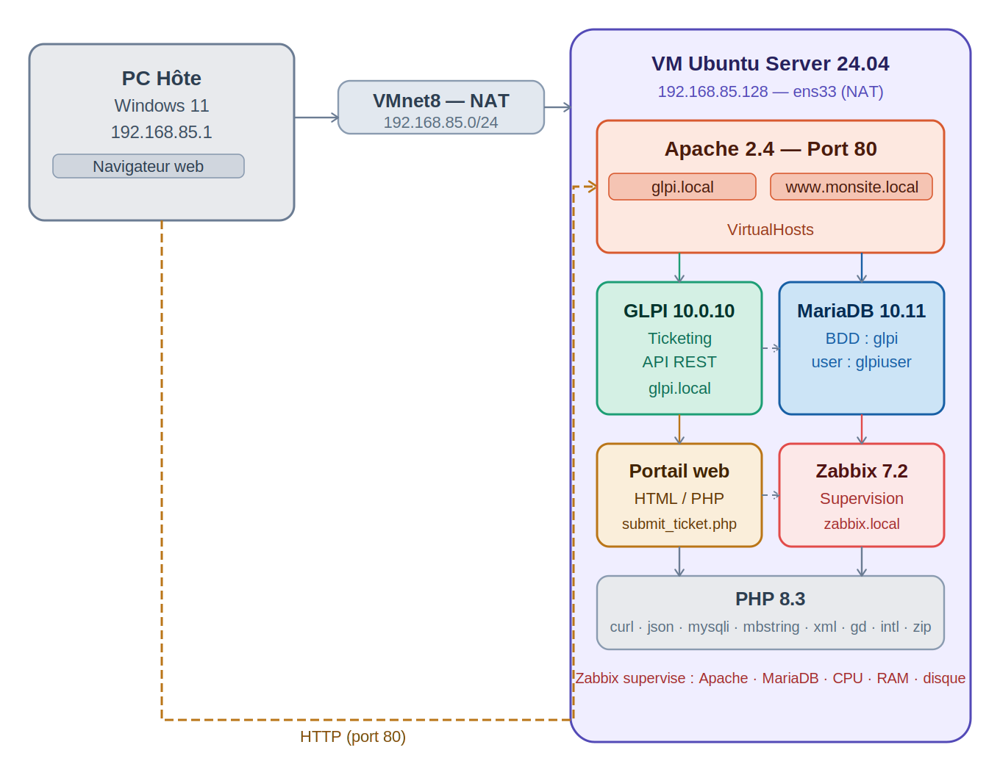 PC Hôte
Windows 11
192.168.85.1
Navigateur web
VMnet8 — NAT
192.168.85.0/24
VM Ubuntu Server 24.04
192.168.85.128 — ens33 (NAT)
Apache 2.4 — Port 80
glpi.local
www.monsite.local
VirtualHosts
GLPI 10.0.10
Ticketing
API REST
glpi.local
MariaDB 10.11
BDD : glpi
user : glpiuser
Portail web
HTML / PHP
submit_ticket.php
Zabbix 7.2
Supervision
zabbix.local
PHP 8.3
curl · json · mysqli · mbstring · xml · gd · intl · zip
Zabbix supervise : Apache · MariaDB · CPU · RAM · disque
HTTP (port 80)